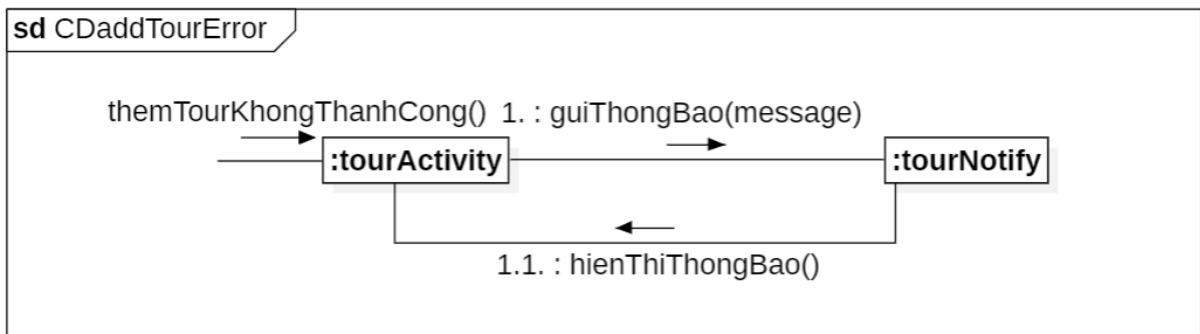 sd CDaddTourError
themTourKhongThanhCong() 1. : guiThongBao(message)
:tourActivity
:tourNotify
1.1. : hienThiThongBao()